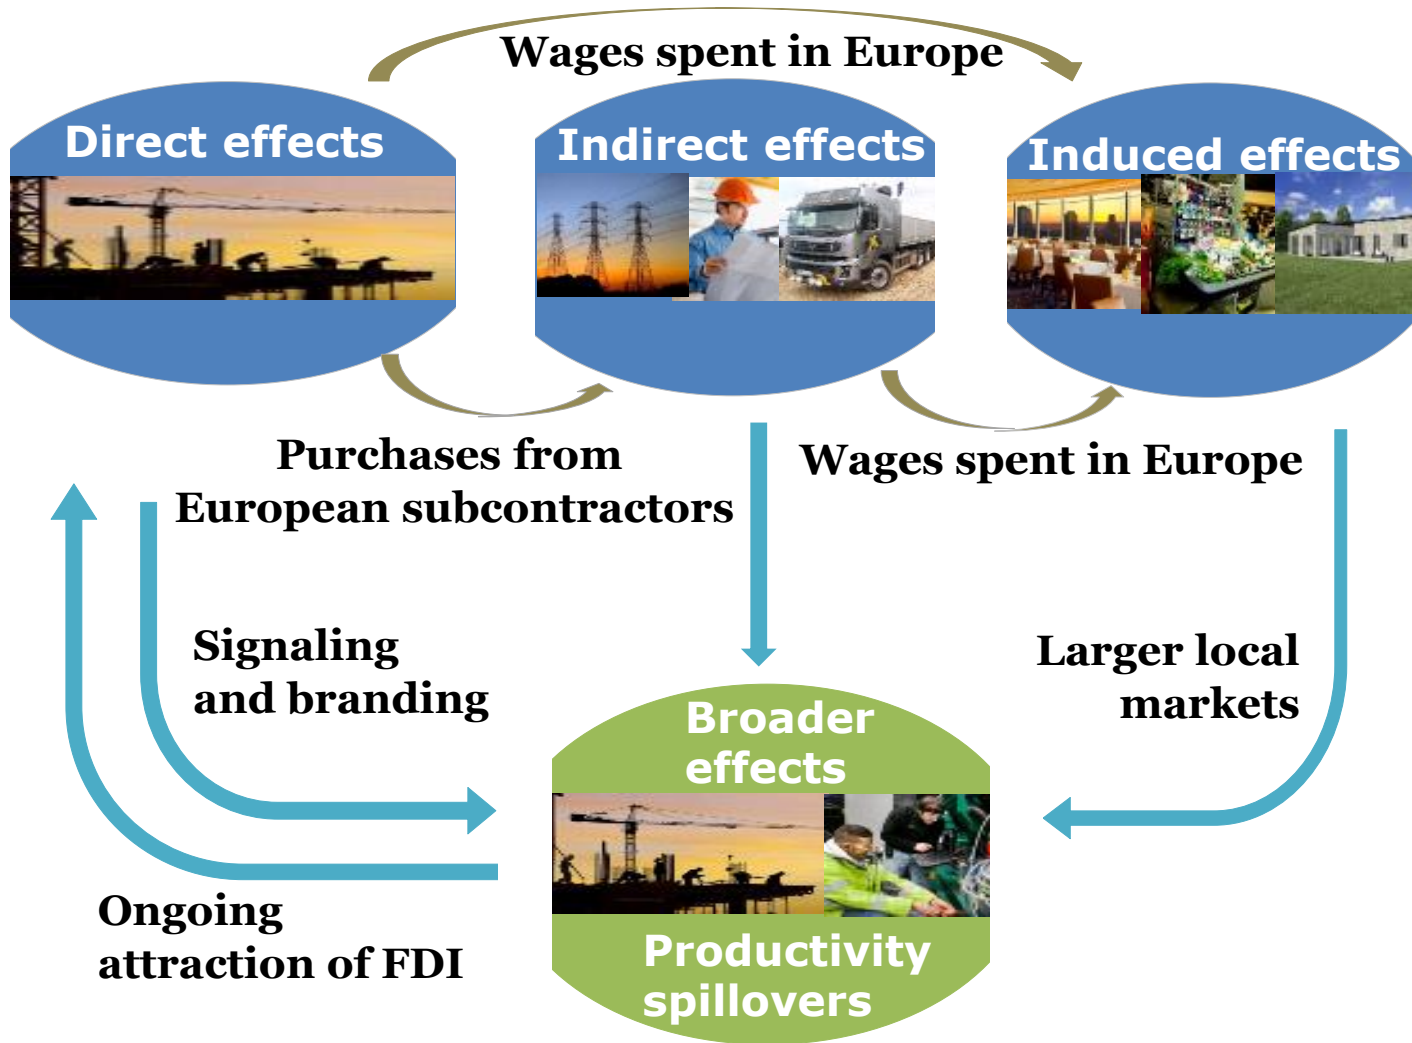 Wages spent in Europe
Direct effects
Indirect effects
Induced effects
Purchases from
European subcontractors
Wages spent in Europe
Signaling
and branding
Larger local
markets
Broader
effects
Ongoing
attraction of FDI
Productivity
spillovers